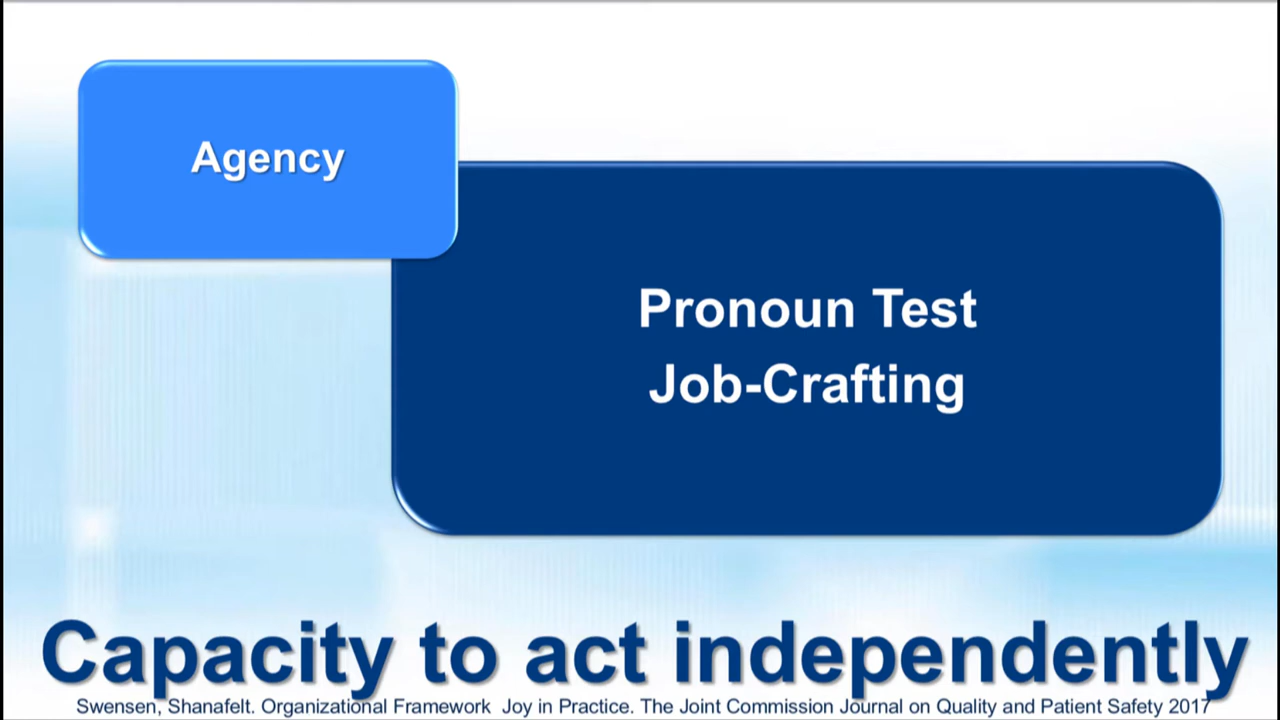 Agency
Pronoun Test
Job-Crafting
Capacity to act independently
Swensen, Shanafelt. Organizational Framework Joy in Practice. The Joint Commission Journal on Quality and Patient Safety 2017